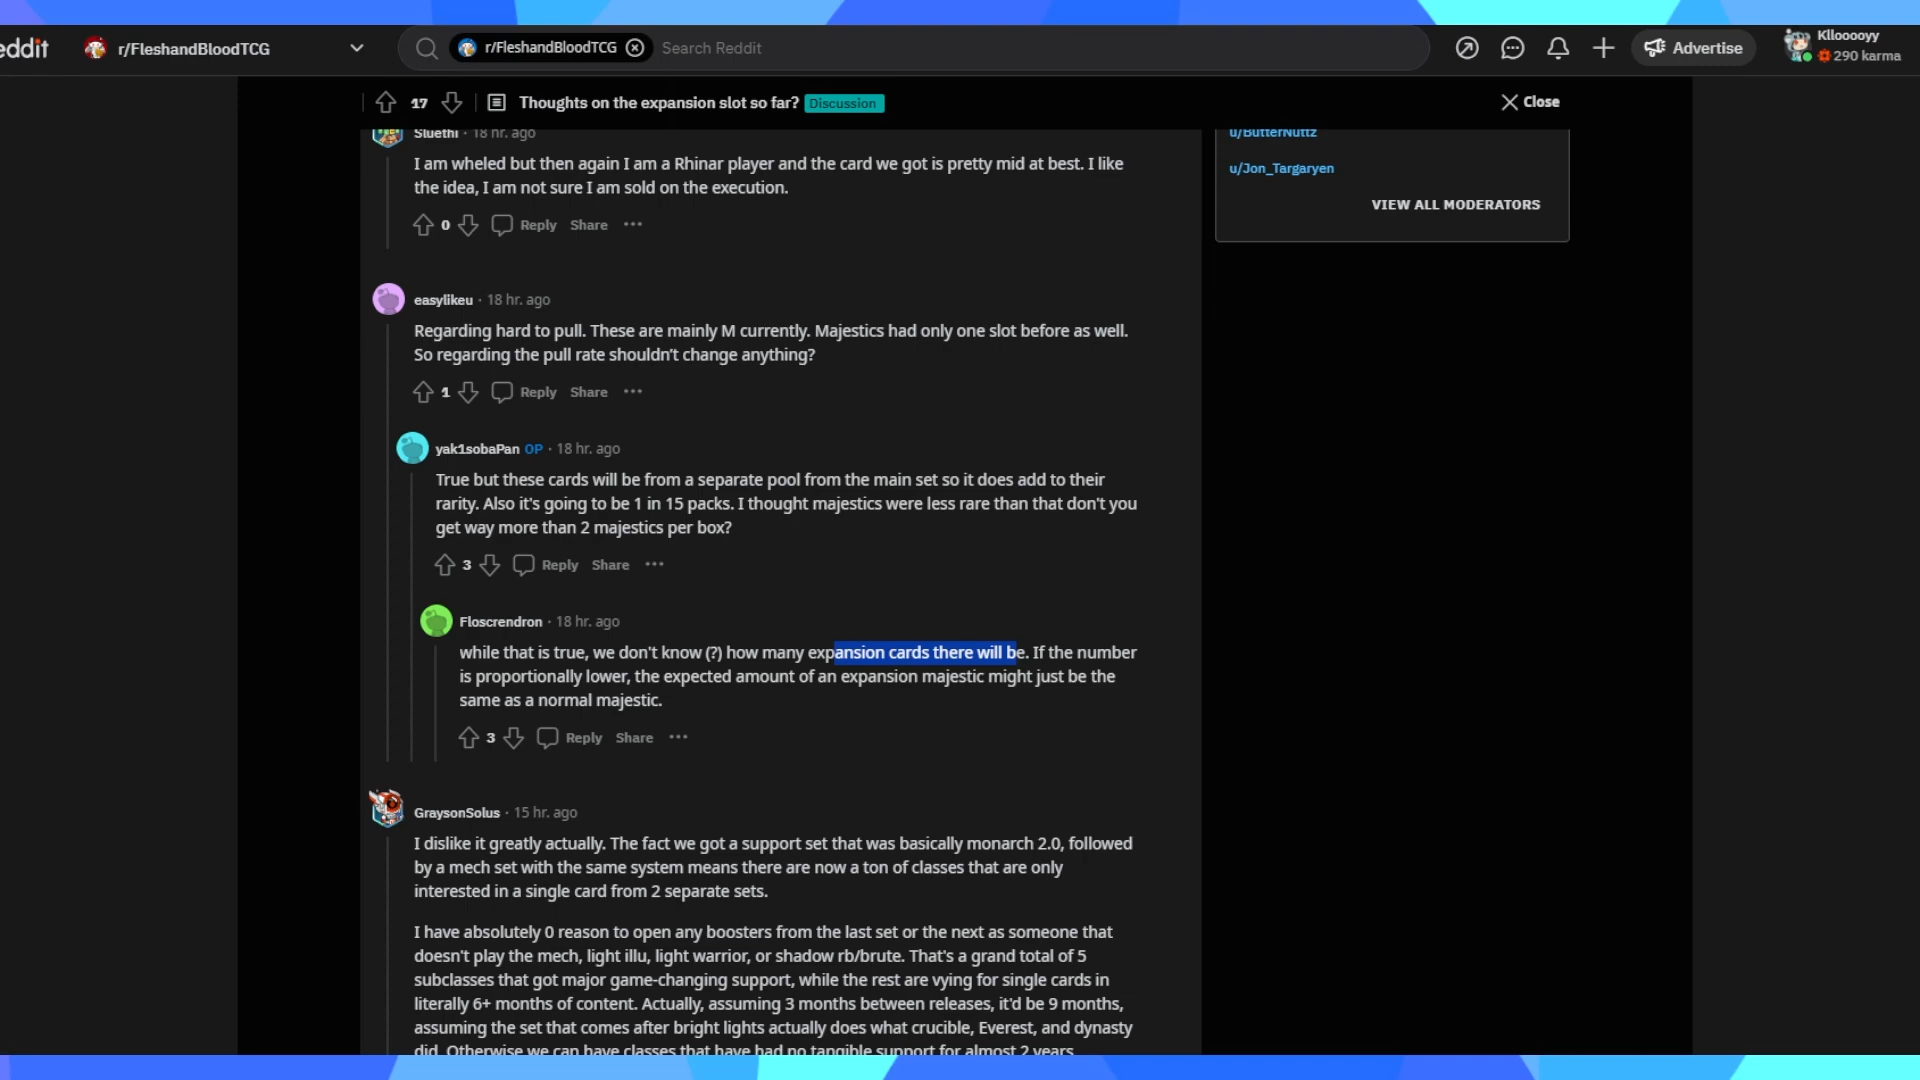 eddit
r/FleshandBloodTCG
r/FleshandBloodTCG
Search Reddit
Advertise
Kllooooyy
290 karma
17
Thoughts on the expansion slot so far?
Discussion
Close
Sluethi · 18 hr. ago
I am wheled but then again I am a Rhinar player and the card we got is pretty mid at best. I like
the idea, I am not sure I am sold on the execution.
0
Reply
Share
u/ButterNuttz
u/Jon_Targaryen
VIEW ALL MODERATORS
easylikeu · 18 hr. ago
Regarding hard to pull. These are mainly M currently. Majestics had only one slot before as well.
So regarding the pull rate shouldn't change anything?
1
Reply
Share
yak1sobaPan OP · 18 hr. ago
True but these cards will be from a separate pool from the main set so it does add to their
rarity. Also it's going to be 1 in 15 packs. I thought majestics were less rare than that don't you
get way more than 2 majestics per box?
3
Reply
Share
Floscrendron · 18 hr. ago
while that is true, we don't know (?) how many expansion cards there will be. If the number
is proportionally lower, the expected amount of an expansion majestic might just be the
same as a normal majestic.
3
Reply
Share
GraysonSolus · 15 hr. ago
I dislike it greatly actually. The fact we got a support set that was basically monarch 2.0, followed
by a mech set with the same system means there are now a ton of classes that are only
interested in a single card from 2 separate sets.
I have absolutely 0 reason to open any boosters from the last set or the next as someone that
doesn't play the mech, light illu, light warrior, or shadow rb/brute. That's a grand total of 5
subclasses that got major game-changing support, while the rest are vying for single cards in
literally 6+ months of content. Actually, assuming 3 months between releases, it'd be 9 months,
assuming the set that comes after bright lights actually does what crucible, Everest, and dynasty
did. Otherwise we can have classes that have had no tangible support for almost 2 years